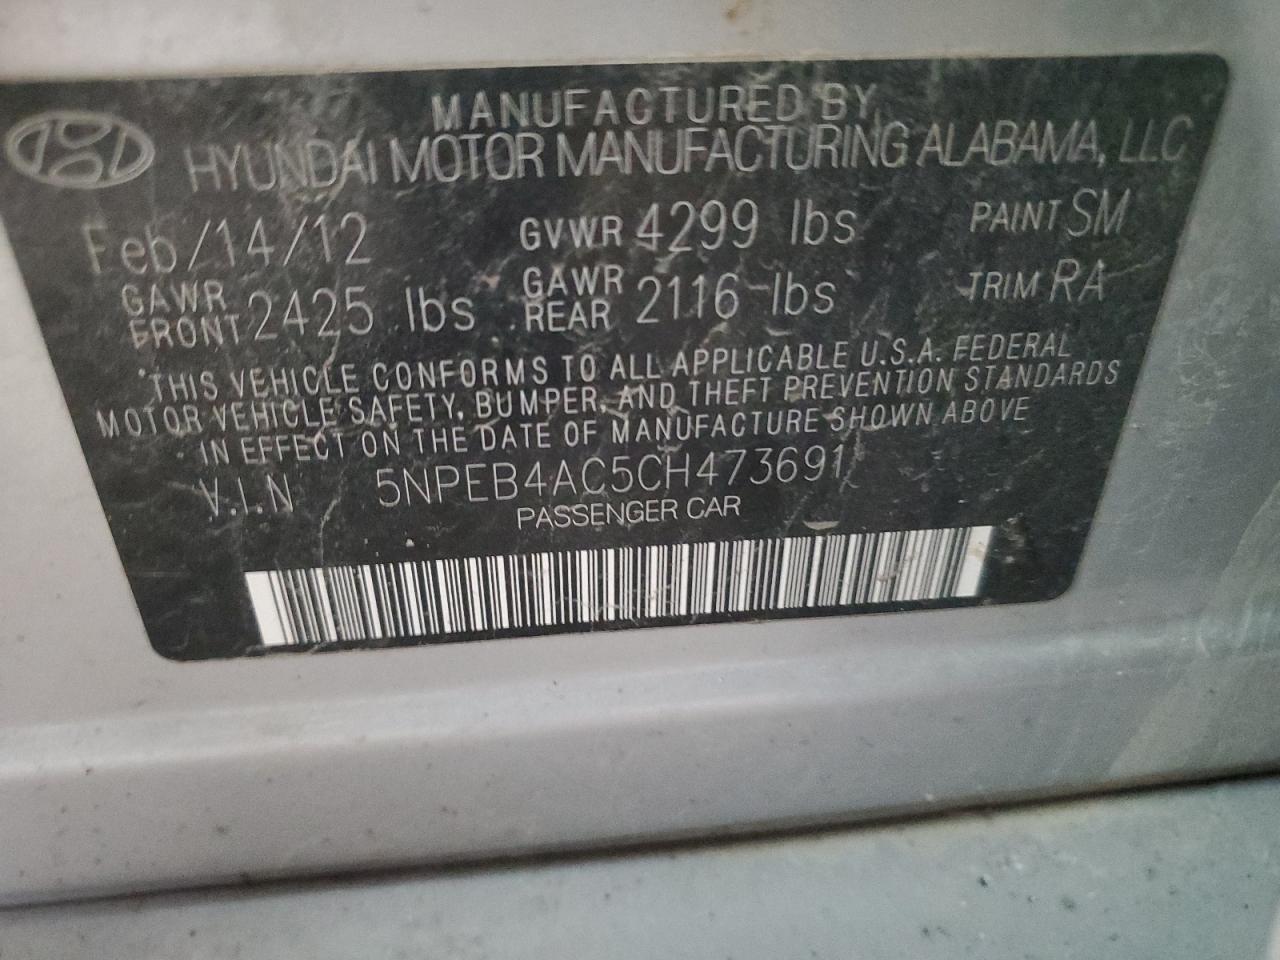 MANUFACTURED BY
HYUNDAI MOTOR MANUFACTURING ALABAMA, LLC
Feb/14/12 GVWR 4299 lbs PAINT SM
GAWR FRONT 2425 lbs GAWR REAR 2116 lbs TRIM RA
THIS VEHICLE CONFORMS TO ALL APPLICABLE U.S.A. FEDERAL
MOTOR VEHICLE SAFETY, BUMPER, AND THEFT PREVENTION STANDARDS
IN EFFECT ON THE DATE OF MANUFACTURE SHOWN ABOVE
V.I.N 5NPEB4AC5CH473691
PASSENGER CAR